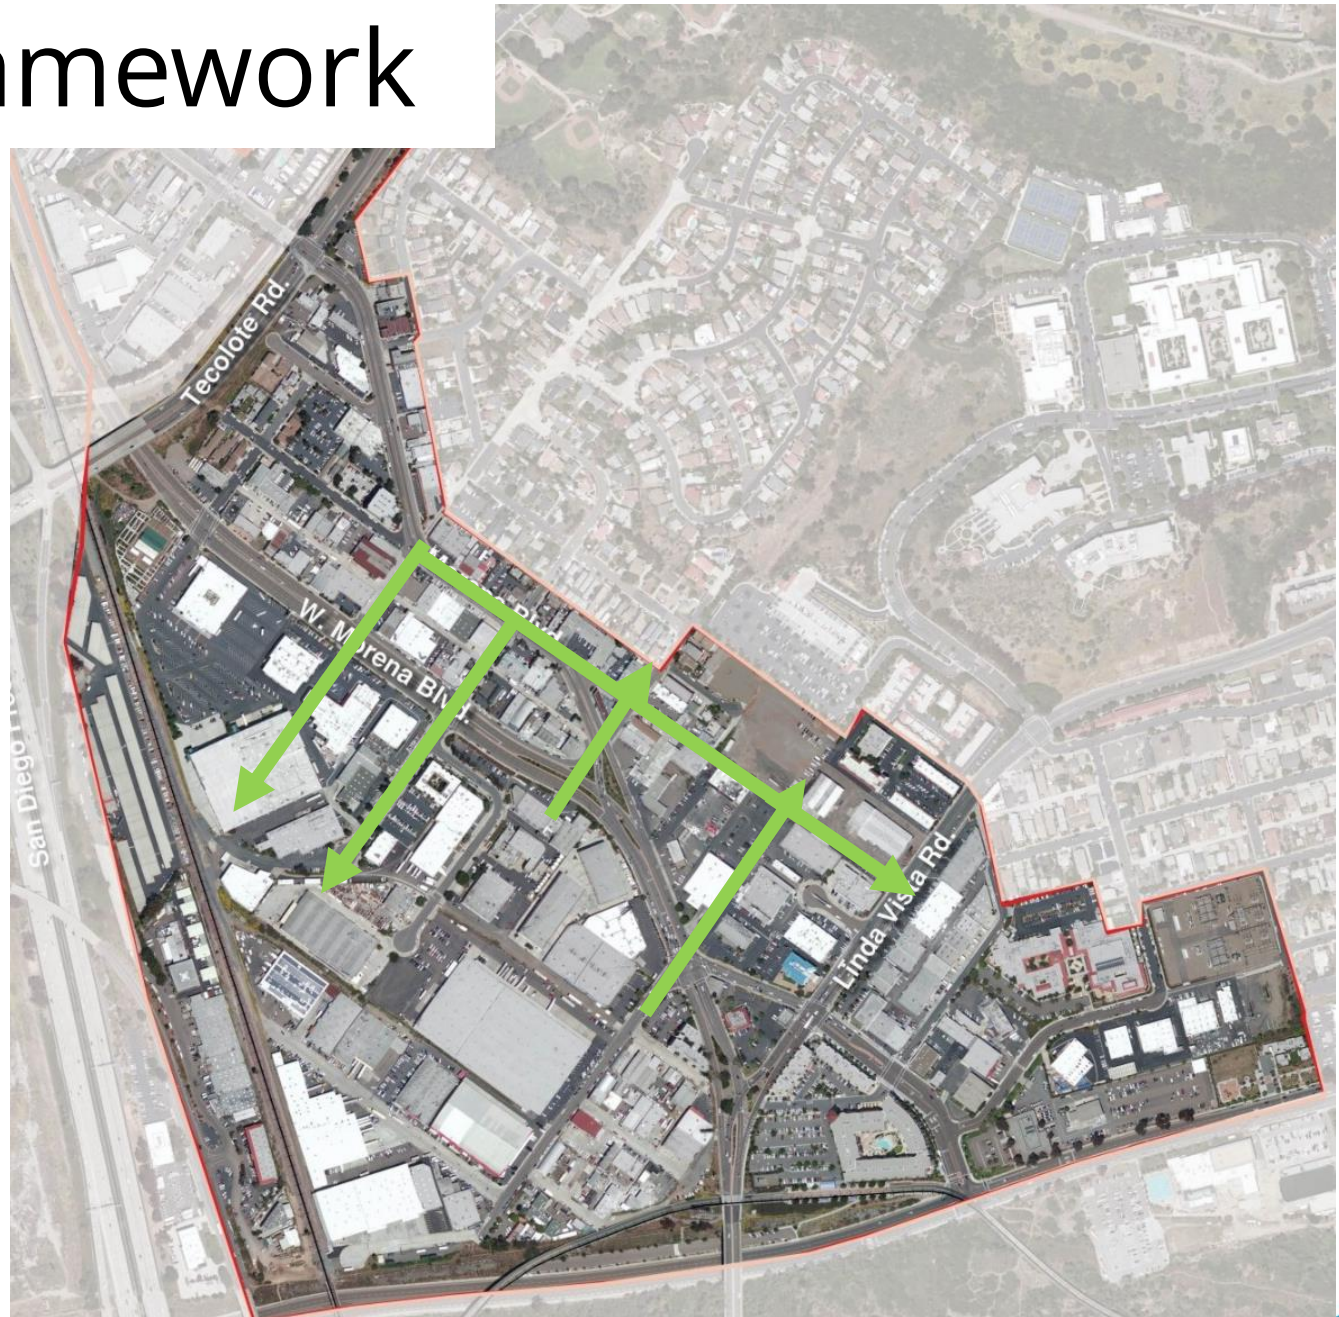 amework
Tecolote Rd.
W. Morena Blvd.
Linda Vista Rd.
San Diego